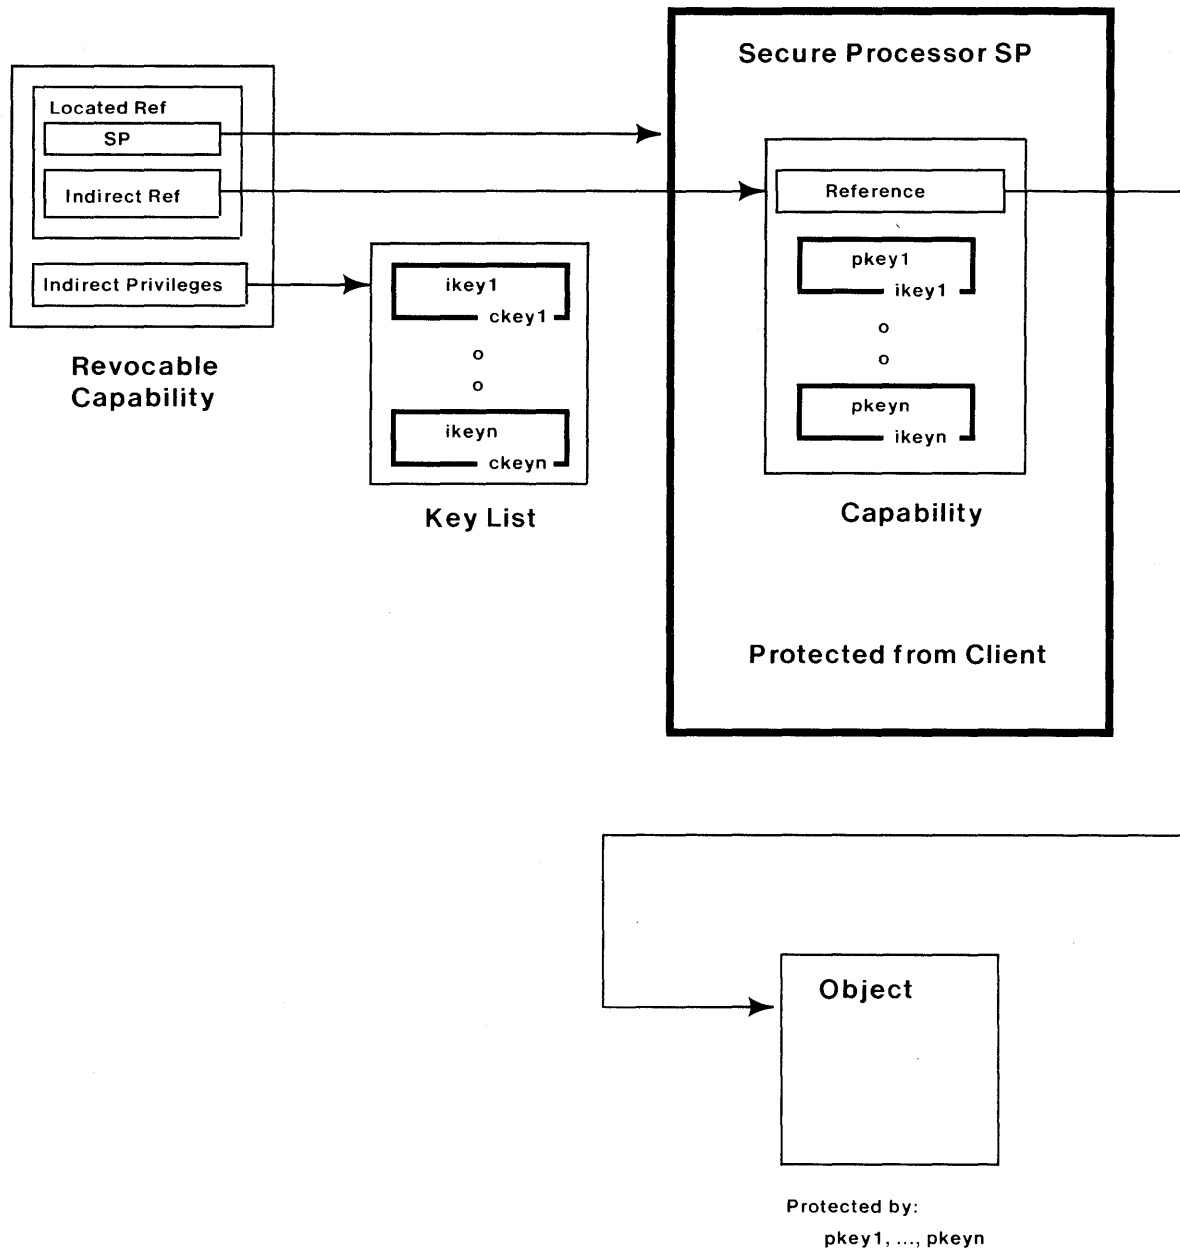 Secure Processor SP
Located Ref
SP
Indirect Ref
Indirect Privileges
Revocable
Capability
ikey1
ckey1
o
o
ikeyn
ckeyn
Key List
Reference
pkey1
ikey1
o
o
pkeyn
ikeyn
Capability
Protected from Client
Object
Protected by:
pkey1, ..., pkeyn